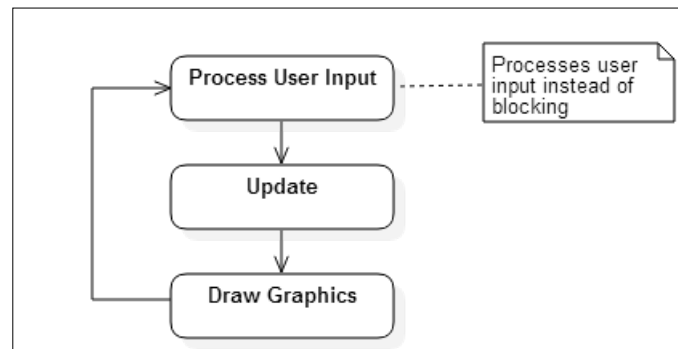 Process User Input
Processes user
input instead of
blocking
Update
Draw Graphics